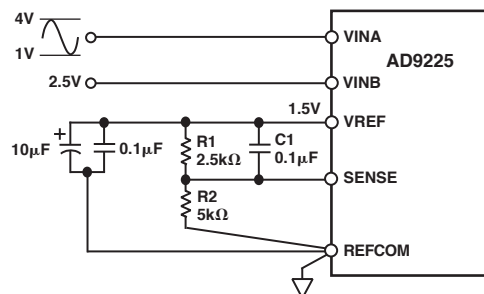 4V
1V
VINA
AD9225
2.5V
VINB
1.5V
VREF
10µF
+
0.1µF
R1
2.5kΩ
C1
0.1µF
SENSE
R2
5kΩ
REFCOM